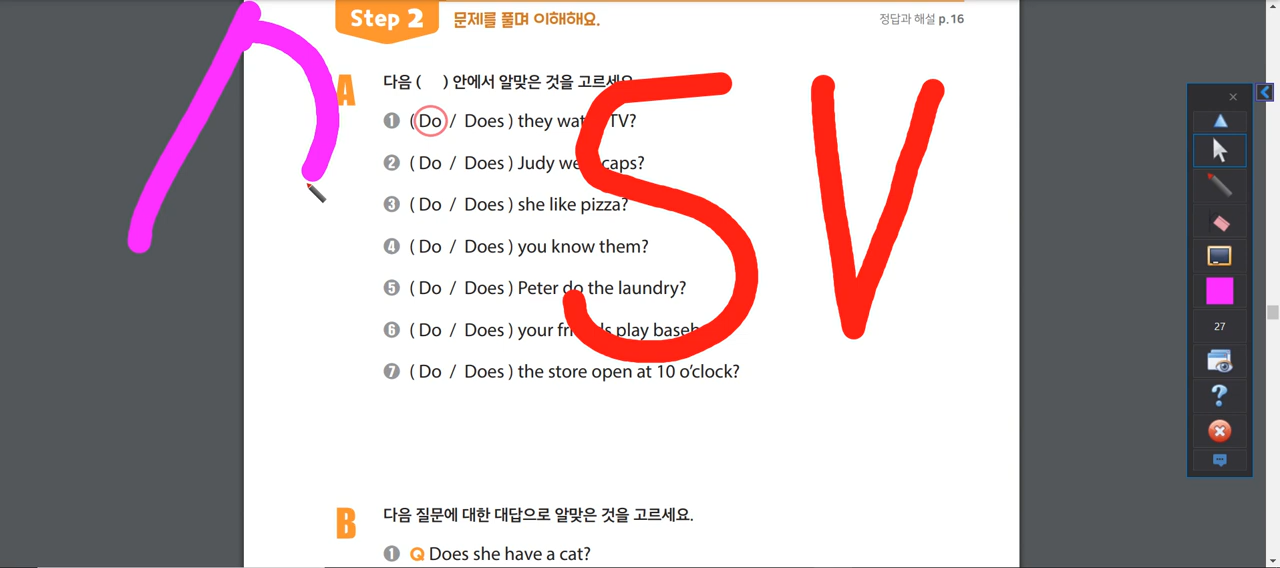 Step 2 문제를 풀며 이해해요. 정답과 해설 p.16
A 다음 ( ) 안에서 알맞은 것을 고르세요
1 ( Do / Does ) they TV?
2 ( Do / Does ) Judy caps?
3 ( Do / Does ) she like pizza?
4 ( Do / Does ) you know them?
5 ( Do / Does ) Peter do the laundry?
6 ( Do / Does ) your play
7 ( Do / Does ) the store open at 10 o'clock?
S V
B 다음 질문에 대한 대답으로 알맞은 것을 고르세요.
1 Q Does she have a cat?
27